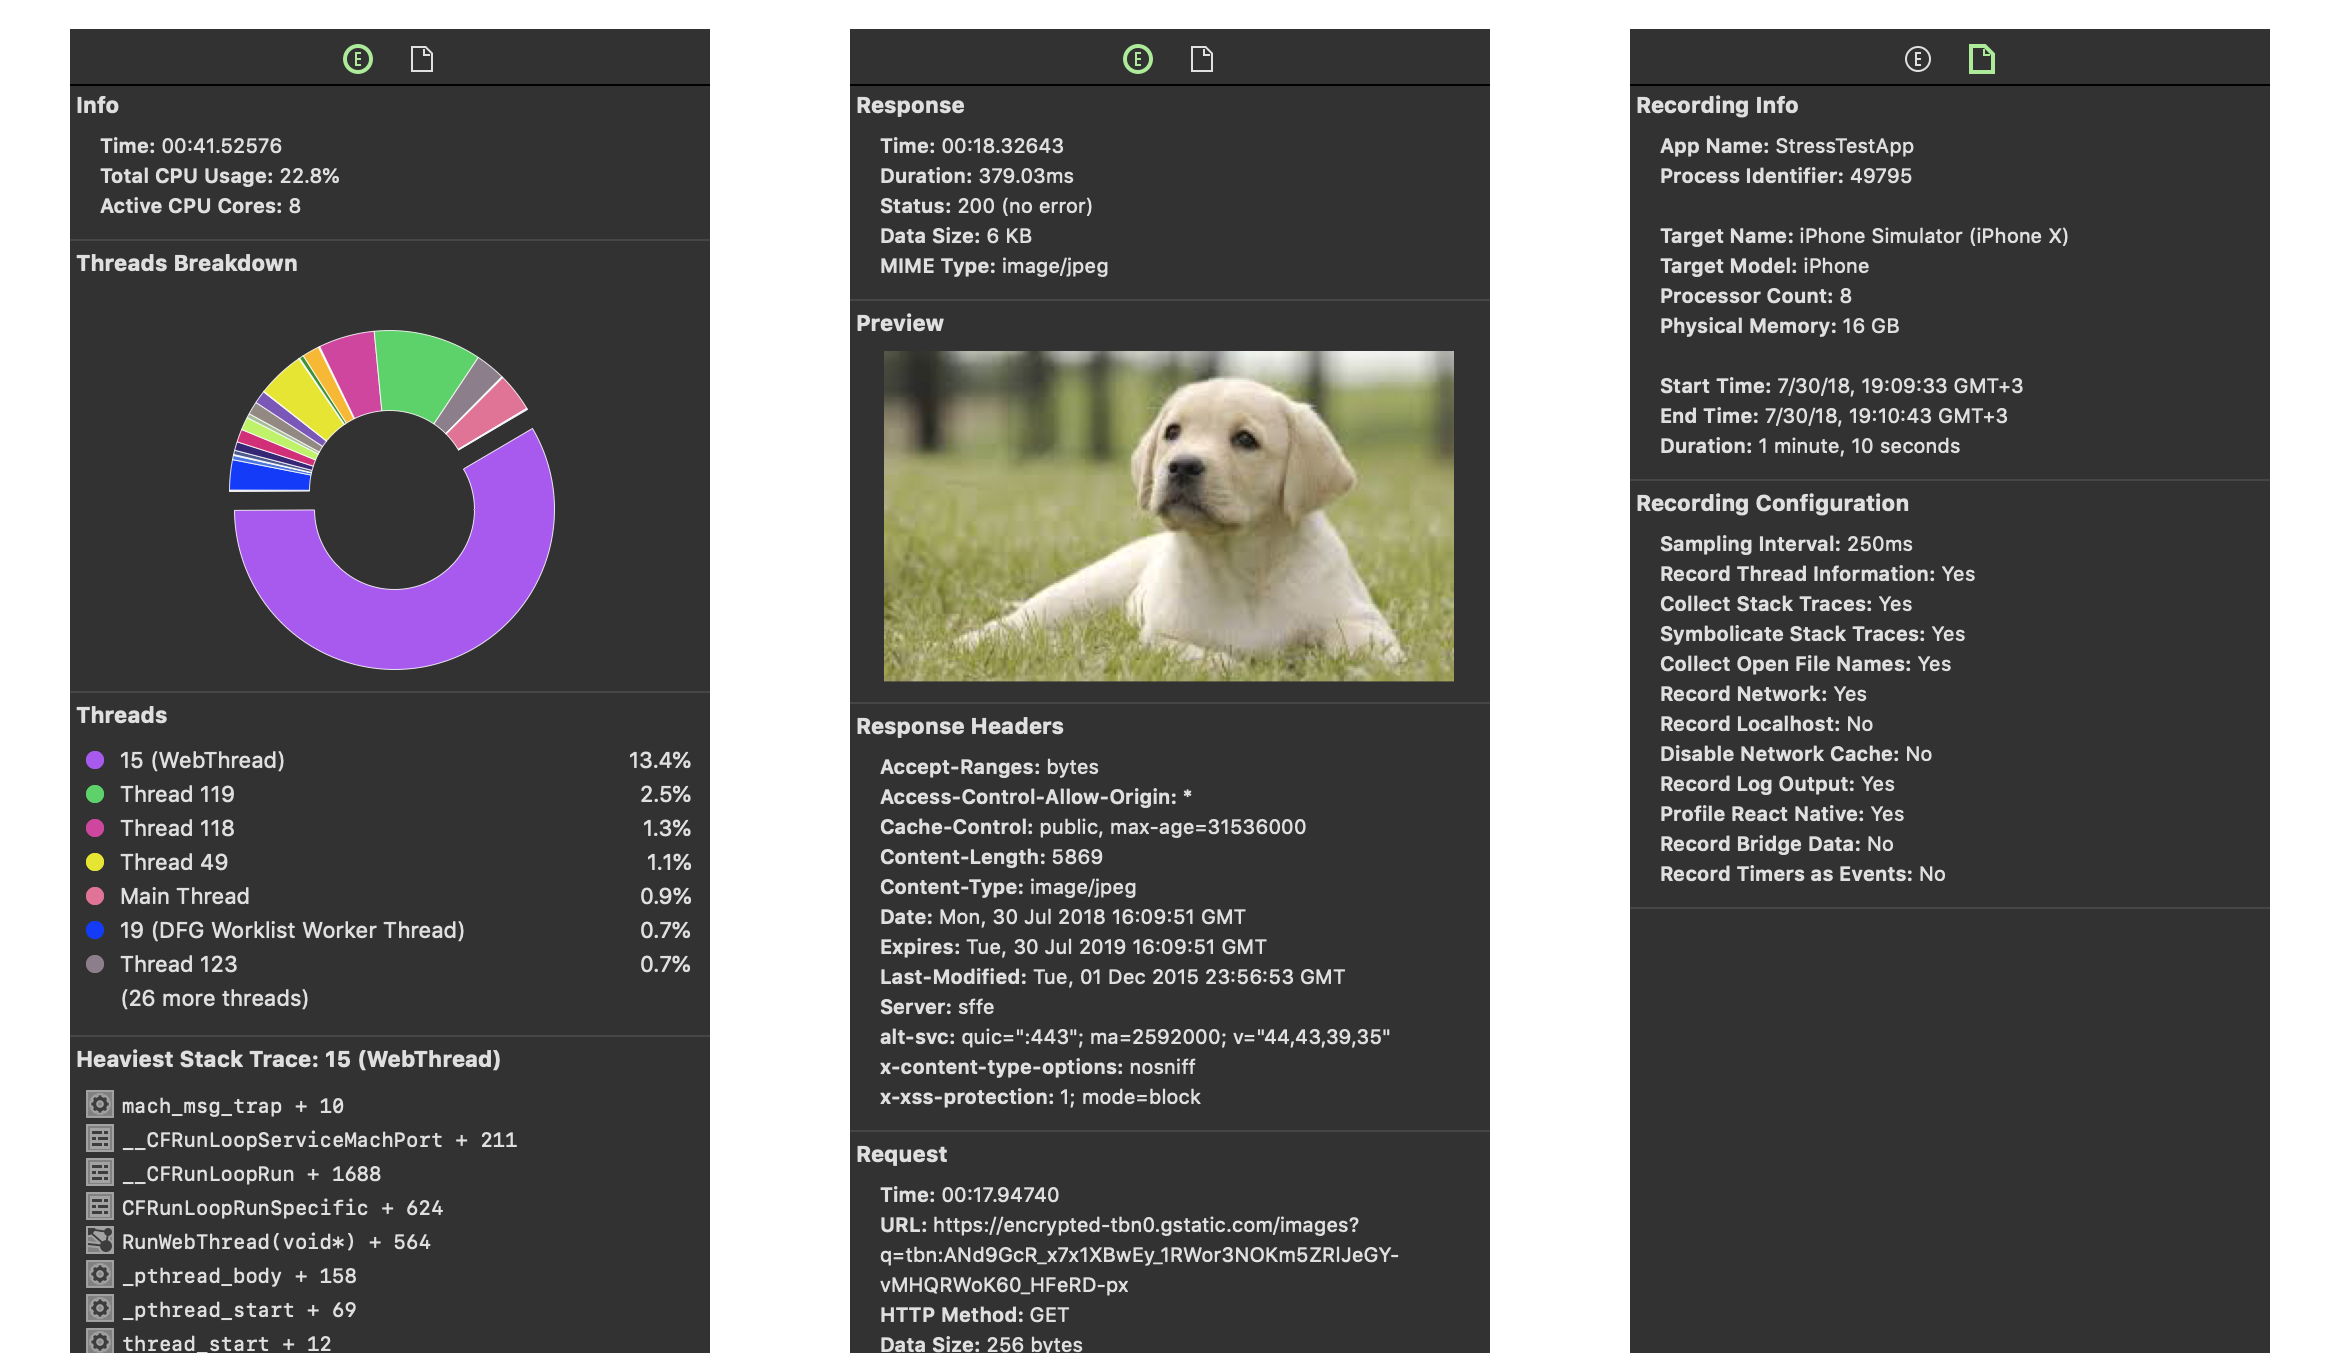 E
Info
Time: 00:41.52576
Total CPU Usage: 22.8%
Active CPU Cores: 8
Threads Breakdown
Threads
15 (WebThread) 13.4%
Thread 119 2.5%
Thread 118 1.3%
Thread 49 1.1%
Main Thread 0.9%
19 (DFG Worklist Worker Thread) 0.7%
Thread 123 0.7%
(26 more threads)
Heaviest Stack Trace: 15 (WebThread)
mach_msg_trap + 10
__CFRunLoopServiceMachPort + 211
__CFRunLoopRun + 1688
CFRunLoopRunSpecific + 624
RunWebThread(void*) + 564
_pthread_body + 158
_pthread_start + 69
thread_start + 12
E
Response
Time: 00:18.32643
Duration: 379.03ms
Status: 200 (no error)
Data Size: 6 KB
MIME Type: image/jpeg
Preview
Response Headers
Accept-Ranges: bytes
Access-Control-Allow-Origin: *
Cache-Control: public, max-age=31536000
Content-Length: 5869
Content-Type: image/jpeg
Date: Mon, 30 Jul 2018 16:09:51 GMT
Expires: Tue, 30 Jul 2019 16:09:51 GMT
Last-Modified: Tue, 01 Dec 2015 23:56:53 GMT
Server: sffe
alt-svc: quic=":443"; ma=2592000; v="44,43,39,35"
x-content-type-options: nosniff
x-xss-protection: 1; mode=block
Request
Time: 00:17.94740
URL: https://encrypted-tbn0.gstatic.com/images?
q=tbn:ANd9GcR_x7x1XBwEy_1RWor3NOKm5ZRIJeGY-
vMHQRWoK60_HFeRD-px
HTTP Method: GET
Data Size: 256 bytes
E
Recording Info
App Name: StressTestApp
Process Identifier: 49795
Target Name: iPhone Simulator (iPhone X)
Target Model: iPhone
Processor Count: 8
Physical Memory: 16 GB
Start Time: 7/30/18, 19:09:33 GMT+3
End Time: 7/30/18, 19:10:43 GMT+3
Duration: 1 minute, 10 seconds
Recording Configuration
Sampling Interval: 250ms
Record Thread Information: Yes
Collect Stack Traces: Yes
Symbolicate Stack Traces: Yes
Collect Open File Names: Yes
Record Network: Yes
Record Localhost: No
Disable Network Cache: No
Record Log Output: Yes
Profile React Native: Yes
Record Bridge Data: No
Record Timers as Events: No